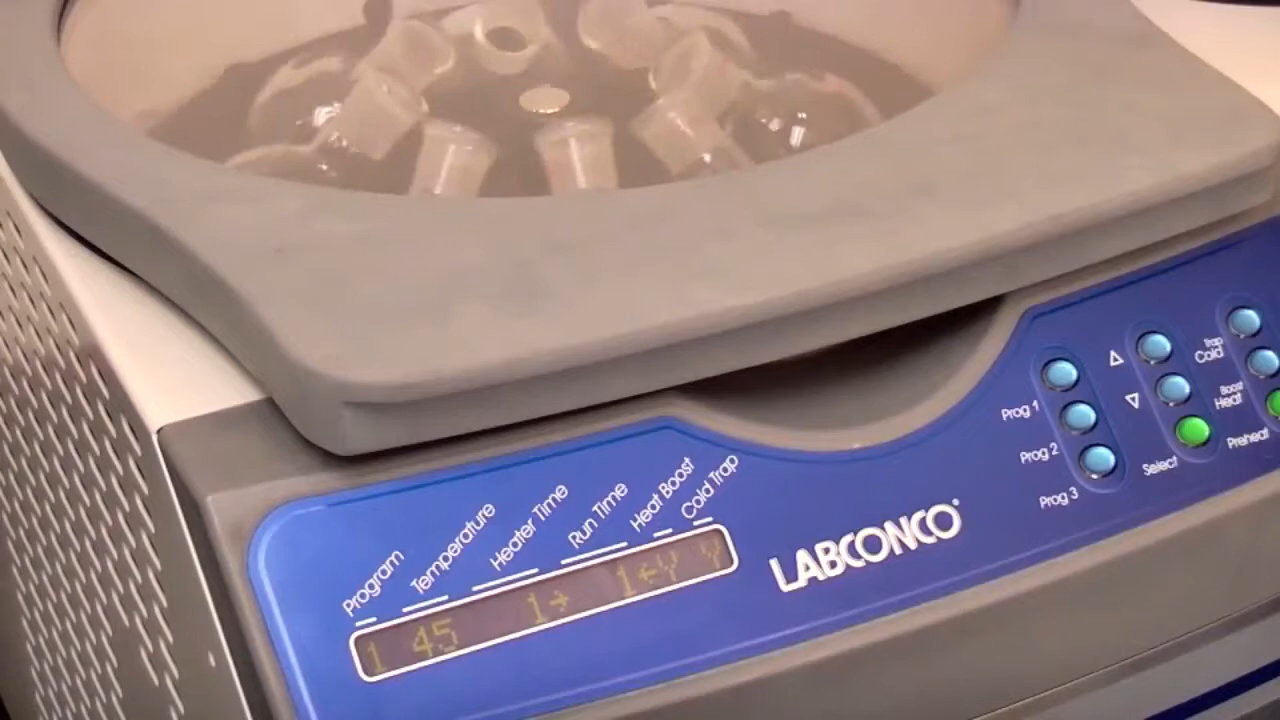 Program
Temperature
Heater Time
Run Time
Heat Boost
Cold Trap
1 45 1→ 1←Y Y
LABCONCO®
Prog 1
Prog 2
Prog 3
△
▽
Select
Cold Trap
Heat Boost
Preheat